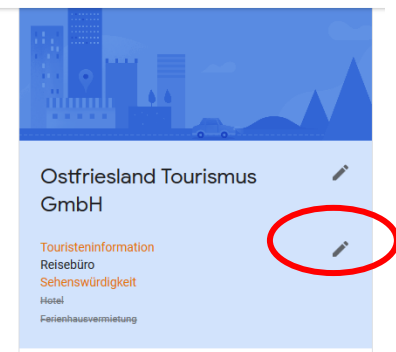 Ostfriesland Tourismus
GmbH
Touristeninformation
Reisebüro
Sehenswürdigkeit
Hotel
Ferienhausvermietung